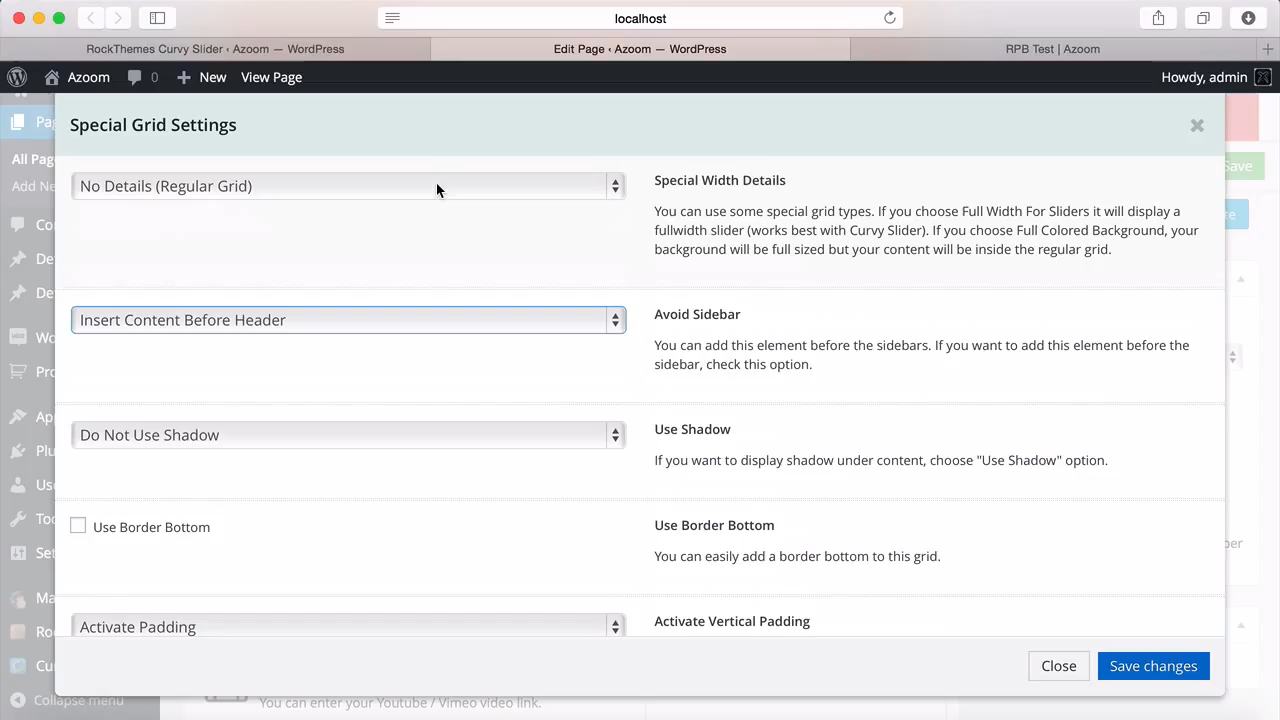 localhost
RockThemes Curvy Slider ‹ Azoom — WordPress
Edit Page ‹ Azoom — WordPress
RPB Test | Azoom
Azoom
0
New
View Page
Howdy, admin
Special Grid Settings
All
Save
Add
No Details (Regular Grid)
Special Width Details
You can use some special grid types. If you choose Full Width For Sliders it will display a
fullwidth slider (works best with Curvy Slider). If you choose Full Colored Background, your
background will be full sized but your content will be inside the regular grid.
Insert Content Before Header
Avoid Sidebar
You can add this element before the sidebars. If you want to add this element before the
sidebar, check this option.
Do Not Use Shadow
Use Shadow
If you want to display shadow under content, choose "Use Shadow" option.
Use Border Bottom
Use Border Bottom
You can easily add a border bottom to this grid.
Activate Padding
Activate Vertical Padding
Close
Save changes
Collapse menu
You can enter your Youtube / Vimeo video link.